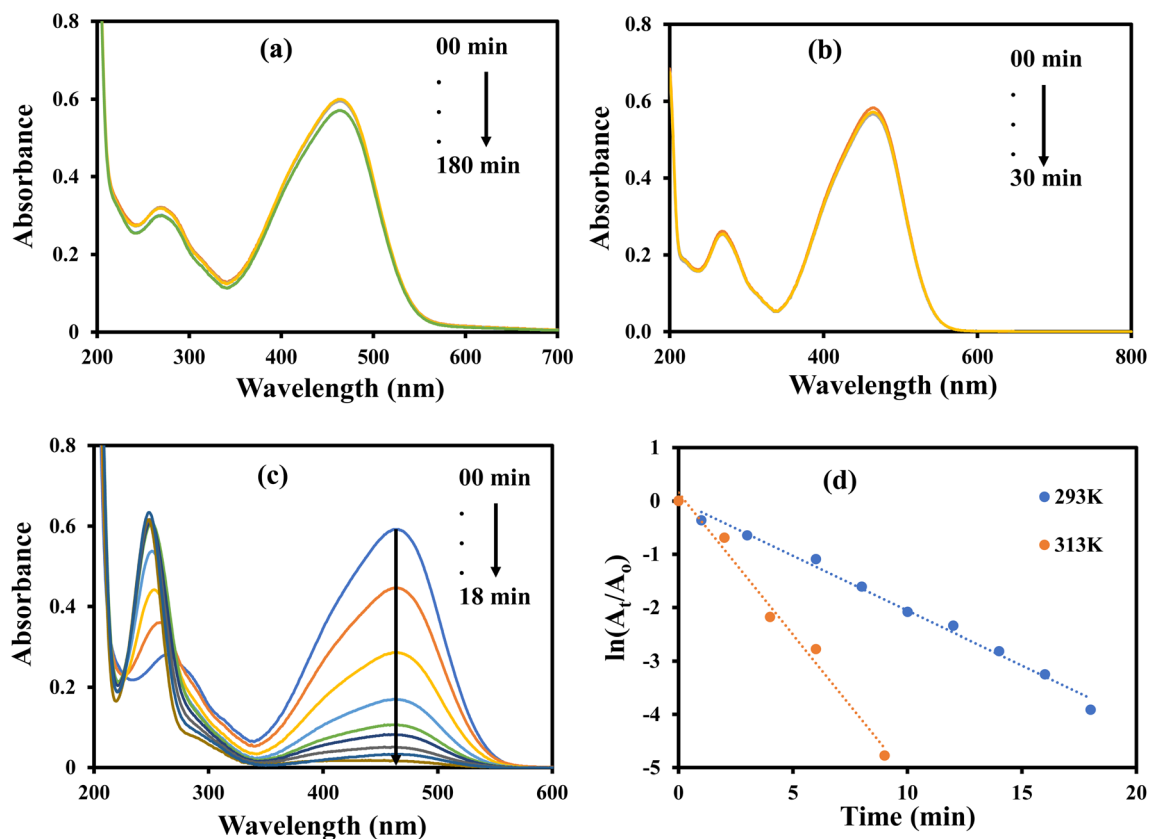 (a)
00 min
.
.
.
180 min
Absorbance
0.8
0.6
0.4
0.2
0
200 300 400 500 600 700
Wavelength (nm)
(b)
00 min
.
.
.
30 min
Absorbance
0.8
0.6
0.4
0.2
0.0
200 400 600 800
Wavelength (nm)
(c)
00 min
.
.
.
18 min
Absorbance
0.8
0.6
0.4
0.2
0
200 300 400 500 600
Wavelength (nm)
(d)
293K
313K
ln(At/Ao)
1
0
-1
-2
-3
-4
-5
0 5 10 15 20
Time (min)